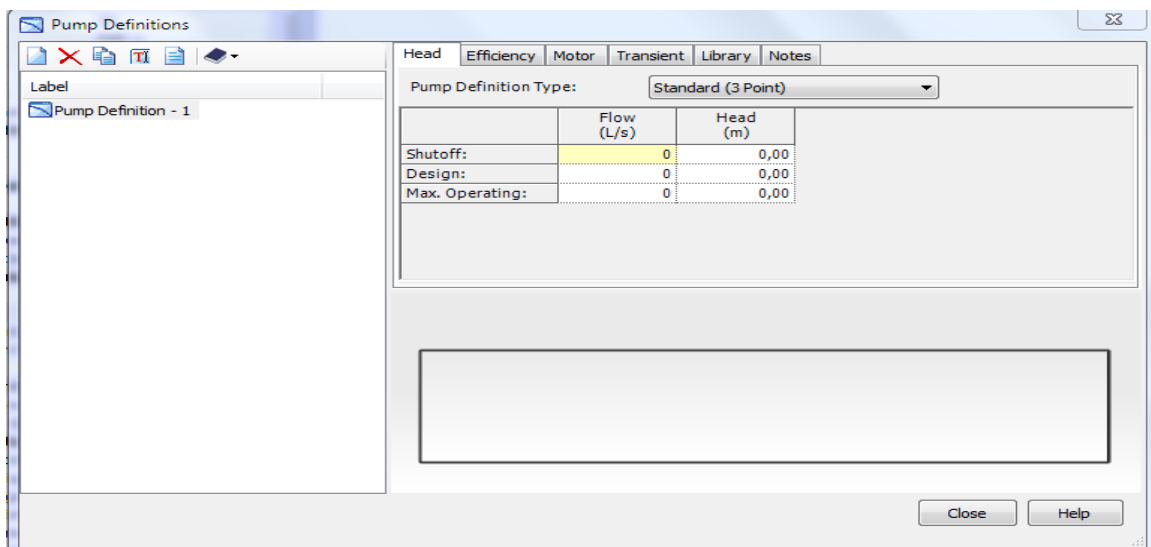 Pump Definitions
Head Efficiency Motor Transient Library Notes
Label
Pump Definition - 1
Pump Definition Type: Standard (3 Point)
Flow (L/s) Head (m)
Shutoff: 0 0,00
Design: 0 0,00
Max. Operating: 0 0,00
Close Help